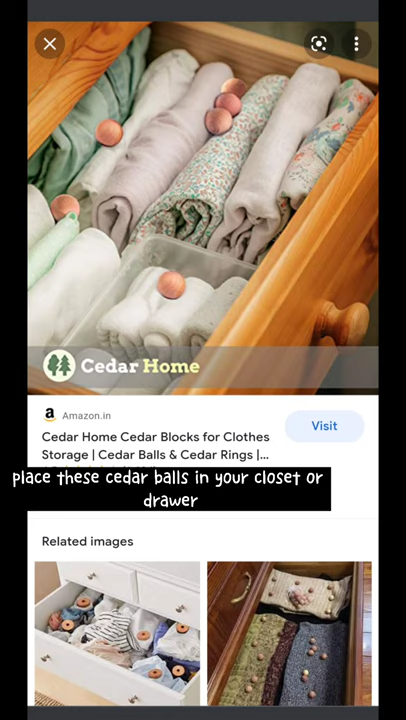 Cedar Home
a Amazon.in
Visit
Cedar Home Cedar Blocks for Clothes
Storage | Cedar Balls & Cedar Rings |...
place these cedar balls in your closet or
drawer
Related images